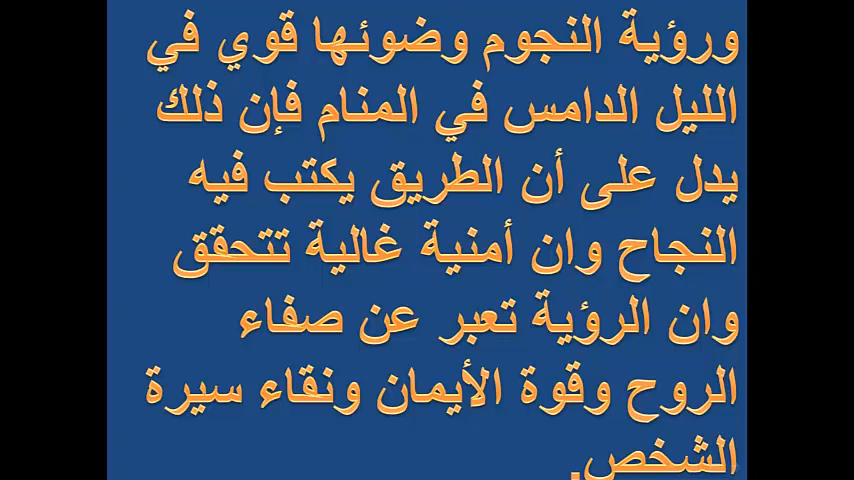 ورؤية النجوم وضوئها قوي في
الليل الدامس في المنام فإن ذلك
يدل على أن الطريق يكتب فيه
النجاح وان أمنية غالية تتحقق
وان الرؤية تعبر عن صفاء
الروح وقوة الأيمان ونقاء سيرة
الشخص.